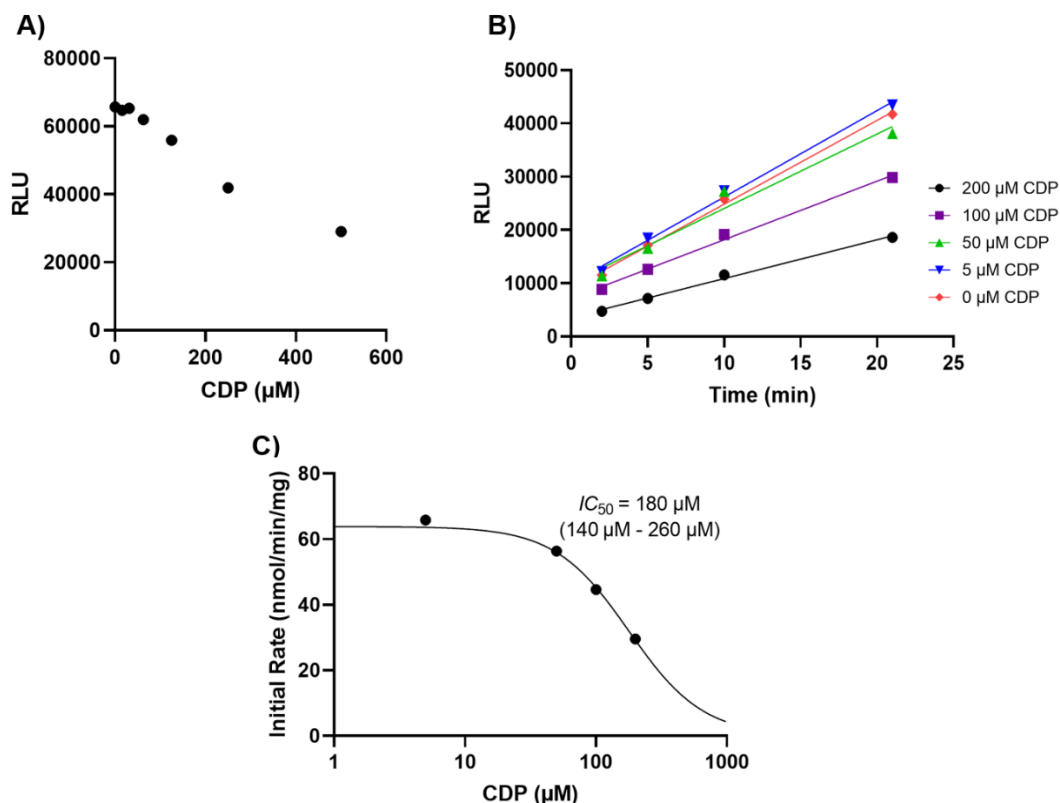 A)
80000
60000
40000
20000
0
RLU
0 200 400 600
CDP (µM)
B)
50000
40000
30000
20000
10000
0
RLU
0 5 10 15 20 25
Time (min)
200 µM CDP
100 µM CDP
50 µM CDP
5 µM CDP
0 µM CDP
C)
80
60
40
20
0
Initial Rate (nmol/min/mg)
IC50 = 180 µM
(140 µM - 260 µM)
1 10 100 1000
CDP (µM)